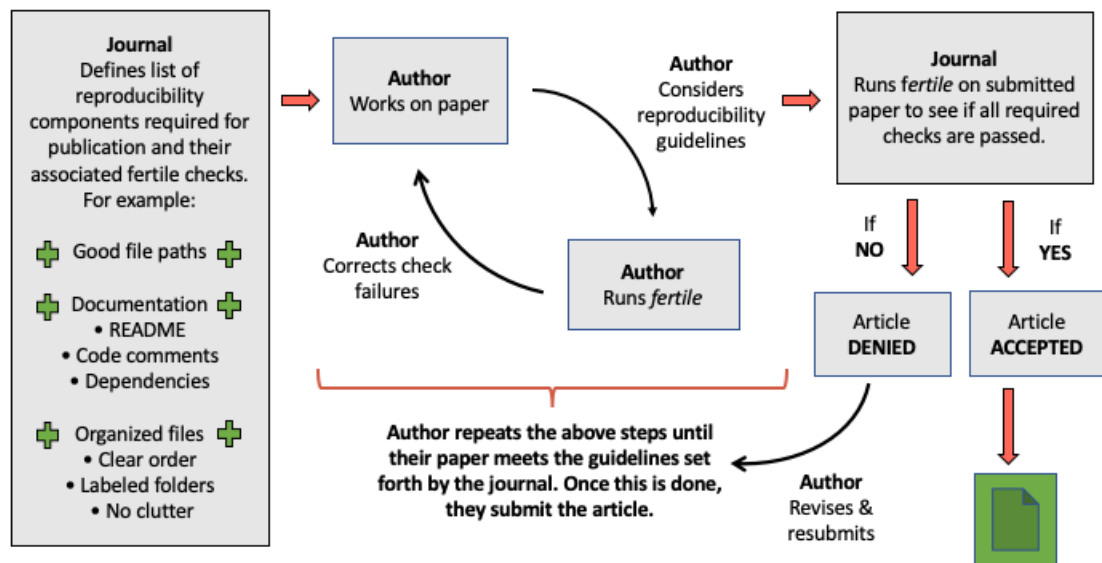 Journal
Defines list of
reproducibility
components required for
publication and their
associated fertile checks.
For example:
Good file paths
Documentation
• README
• Code comments
• Dependencies
Organized files
• Clear order
• Labeled folders
• No clutter
Author
Works on paper
Author
Considers
reproducibility
guidelines
Author
Corrects check
failures
Author
Runs fertile
Author repeats the above steps until
their paper meets the guidelines set
forth by the journal. Once this is done,
they submit the article.
Journal
Runs fertile on submitted
paper to see if all required
checks are passed.
If
NO
If
YES
Article
DENIED
Article
ACCEPTED
Author
Revises &
resubmits